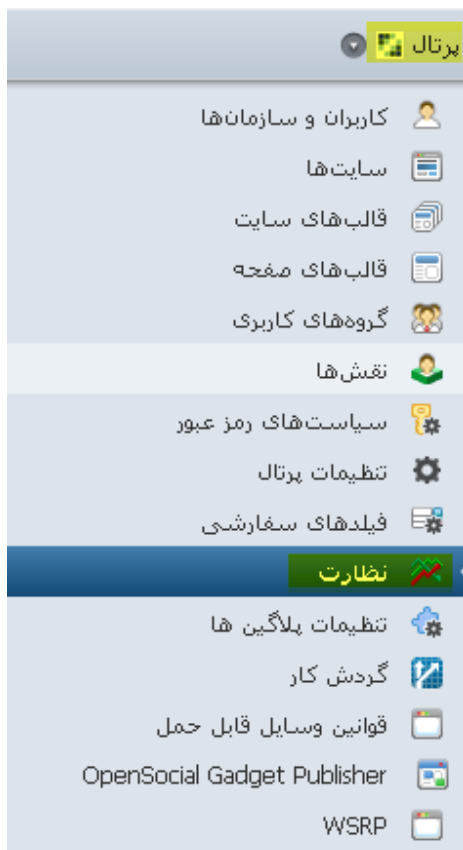 پرتال
کاربران و سازمان‌ها
سایت‌ها
قالب‌های سایت
قالب‌های صفحه
گروه‌های کاربری
نقش‌ها
سیاست‌های رمز عبور
تنظیمات پرتال
فیلدهای سفارشی
نظارت
تنظیمات پلاگین ها
گردش کار
قوانین وسایل قابل حمل
OpenSocial Gadget Publisher
WSRP